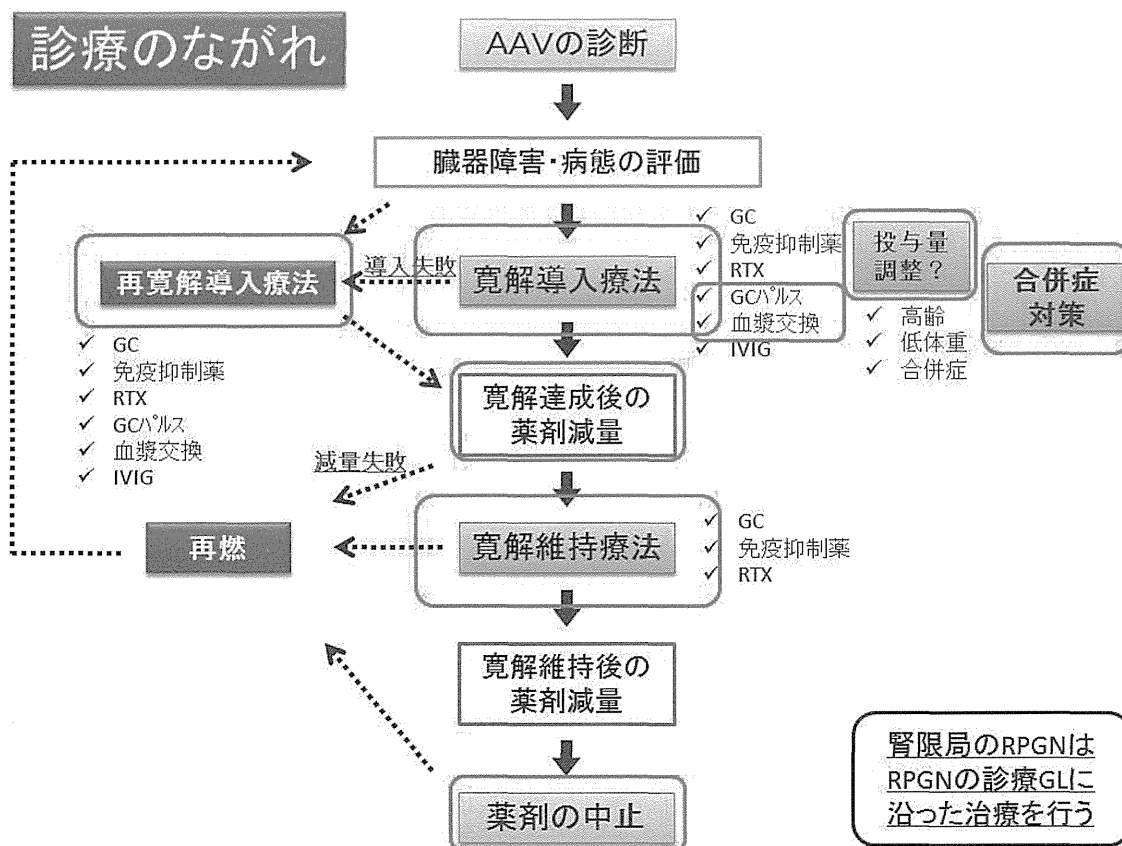 診療のながれ
AAVの診断
臓器障害・病態の評価
導入失敗
再寛解導入療法
✓ GC
✓ 免疫抑制薬
✓ RTX
✓ GCパルス
✓ 血漿交換
✓ IVIG
寛解導入療法
✓ GC
✓ 免疫抑制薬
✓ RTX
✓ GCパルス
✓ 血漿交換
✓ IVIG
投与量
調整？
✓ 高齢
✓ 低体重
✓ 合併症
合併症
対策
寛解達成後の
薬剤減量
減量失敗
再燃
寛解維持療法
✓ GC
✓ 免疫抑制薬
✓ RTX
寛解維持後の
薬剤減量
薬剤の中止
腎限局のRPGNは
RPGNの診療GLに
沿った治療を行う